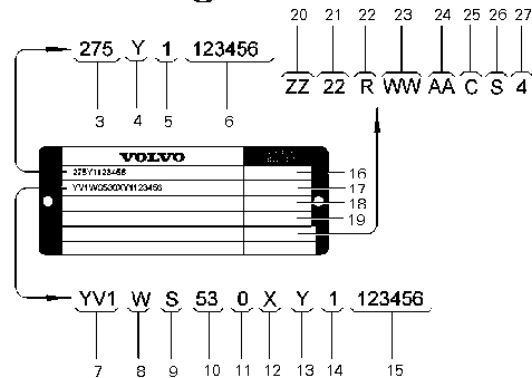 20 21 22 23 24 25 26 27
275 Y 1 123456
ZZ 22 R WW AA C S 4
3 4 5 6
VOLVO
275Y1123456 16
17
18
19
YV1 W S 53 0 X Y 1 123456
7 8 9 10 11 12 13 14 15